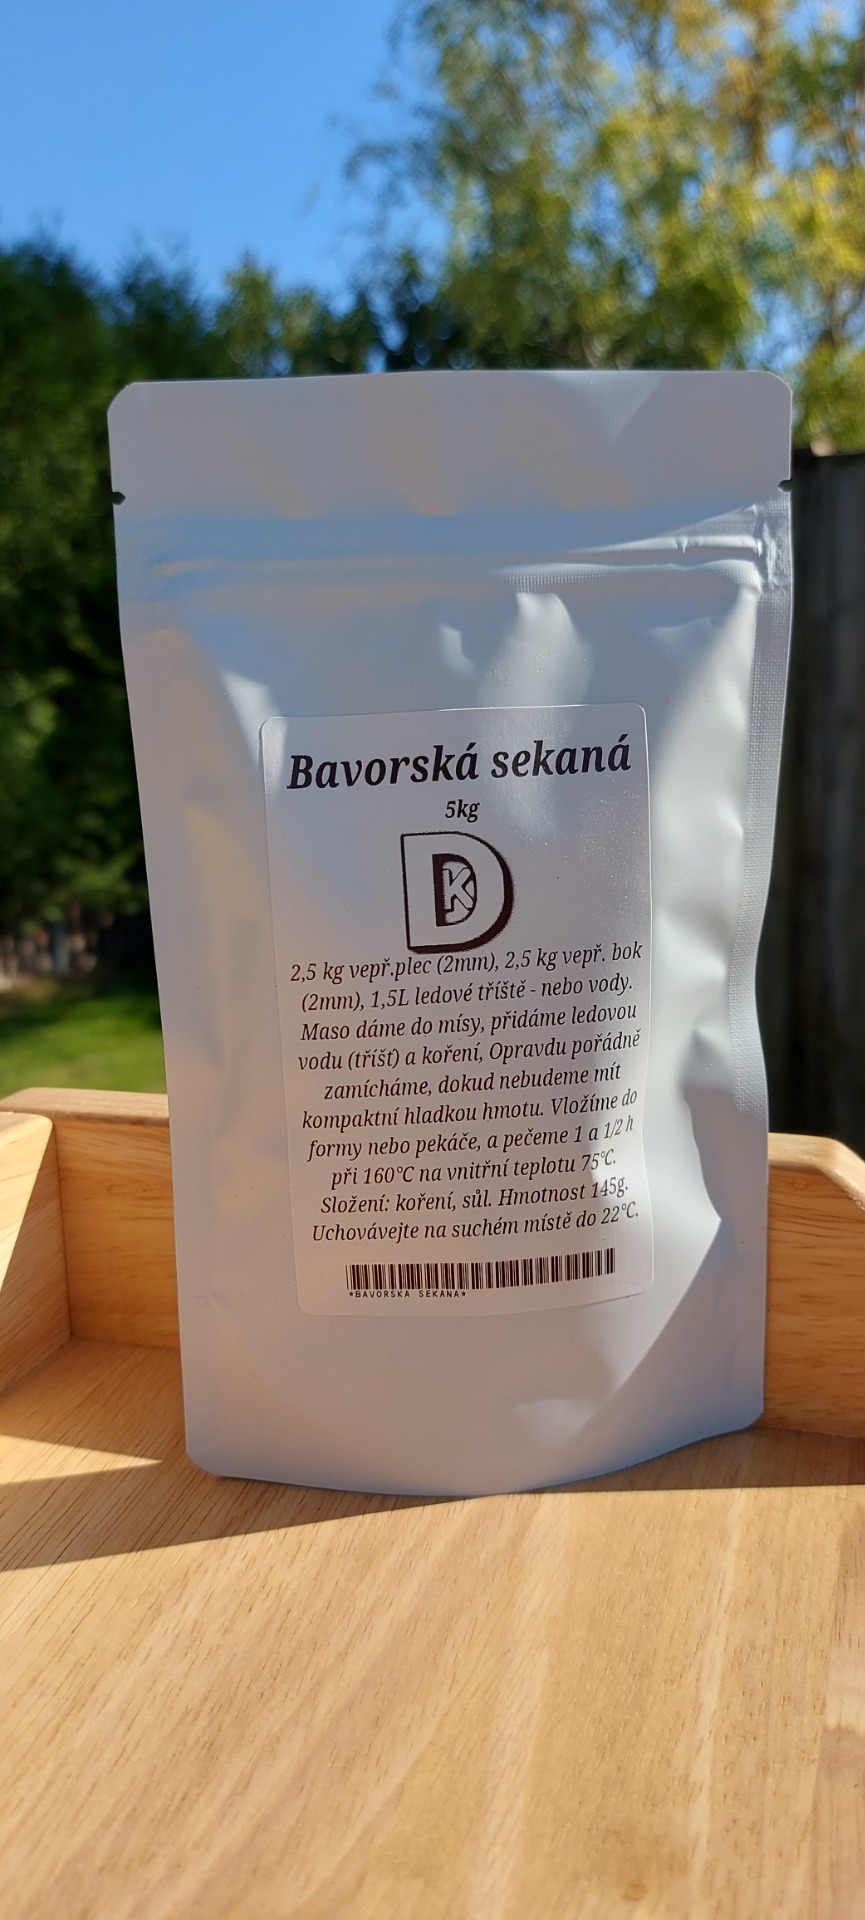 Bavorská sekaná
5kg
DK
2,5 kg vepř.plec (2mm), 2,5 kg vepř. bok
(2mm), 1,5L ledové tříště - nebo vody.
Maso dáme do mísy, přidáme ledovou
vodu (tříšť) a koření, Opravdu pořádně
zamícháme, dokud nebudeme mít
kompaktní hladkou hmotu. Vložíme do
formy nebo pekáče, a pečeme 1 a 1/2 h
při 160°C na vnitřní teplotu 75°C.
Složení: koření, sůl. Hmotnost 145g.
Uchovávejte na suchém místě do 22°C.
*BAVORSKA SEKANA*